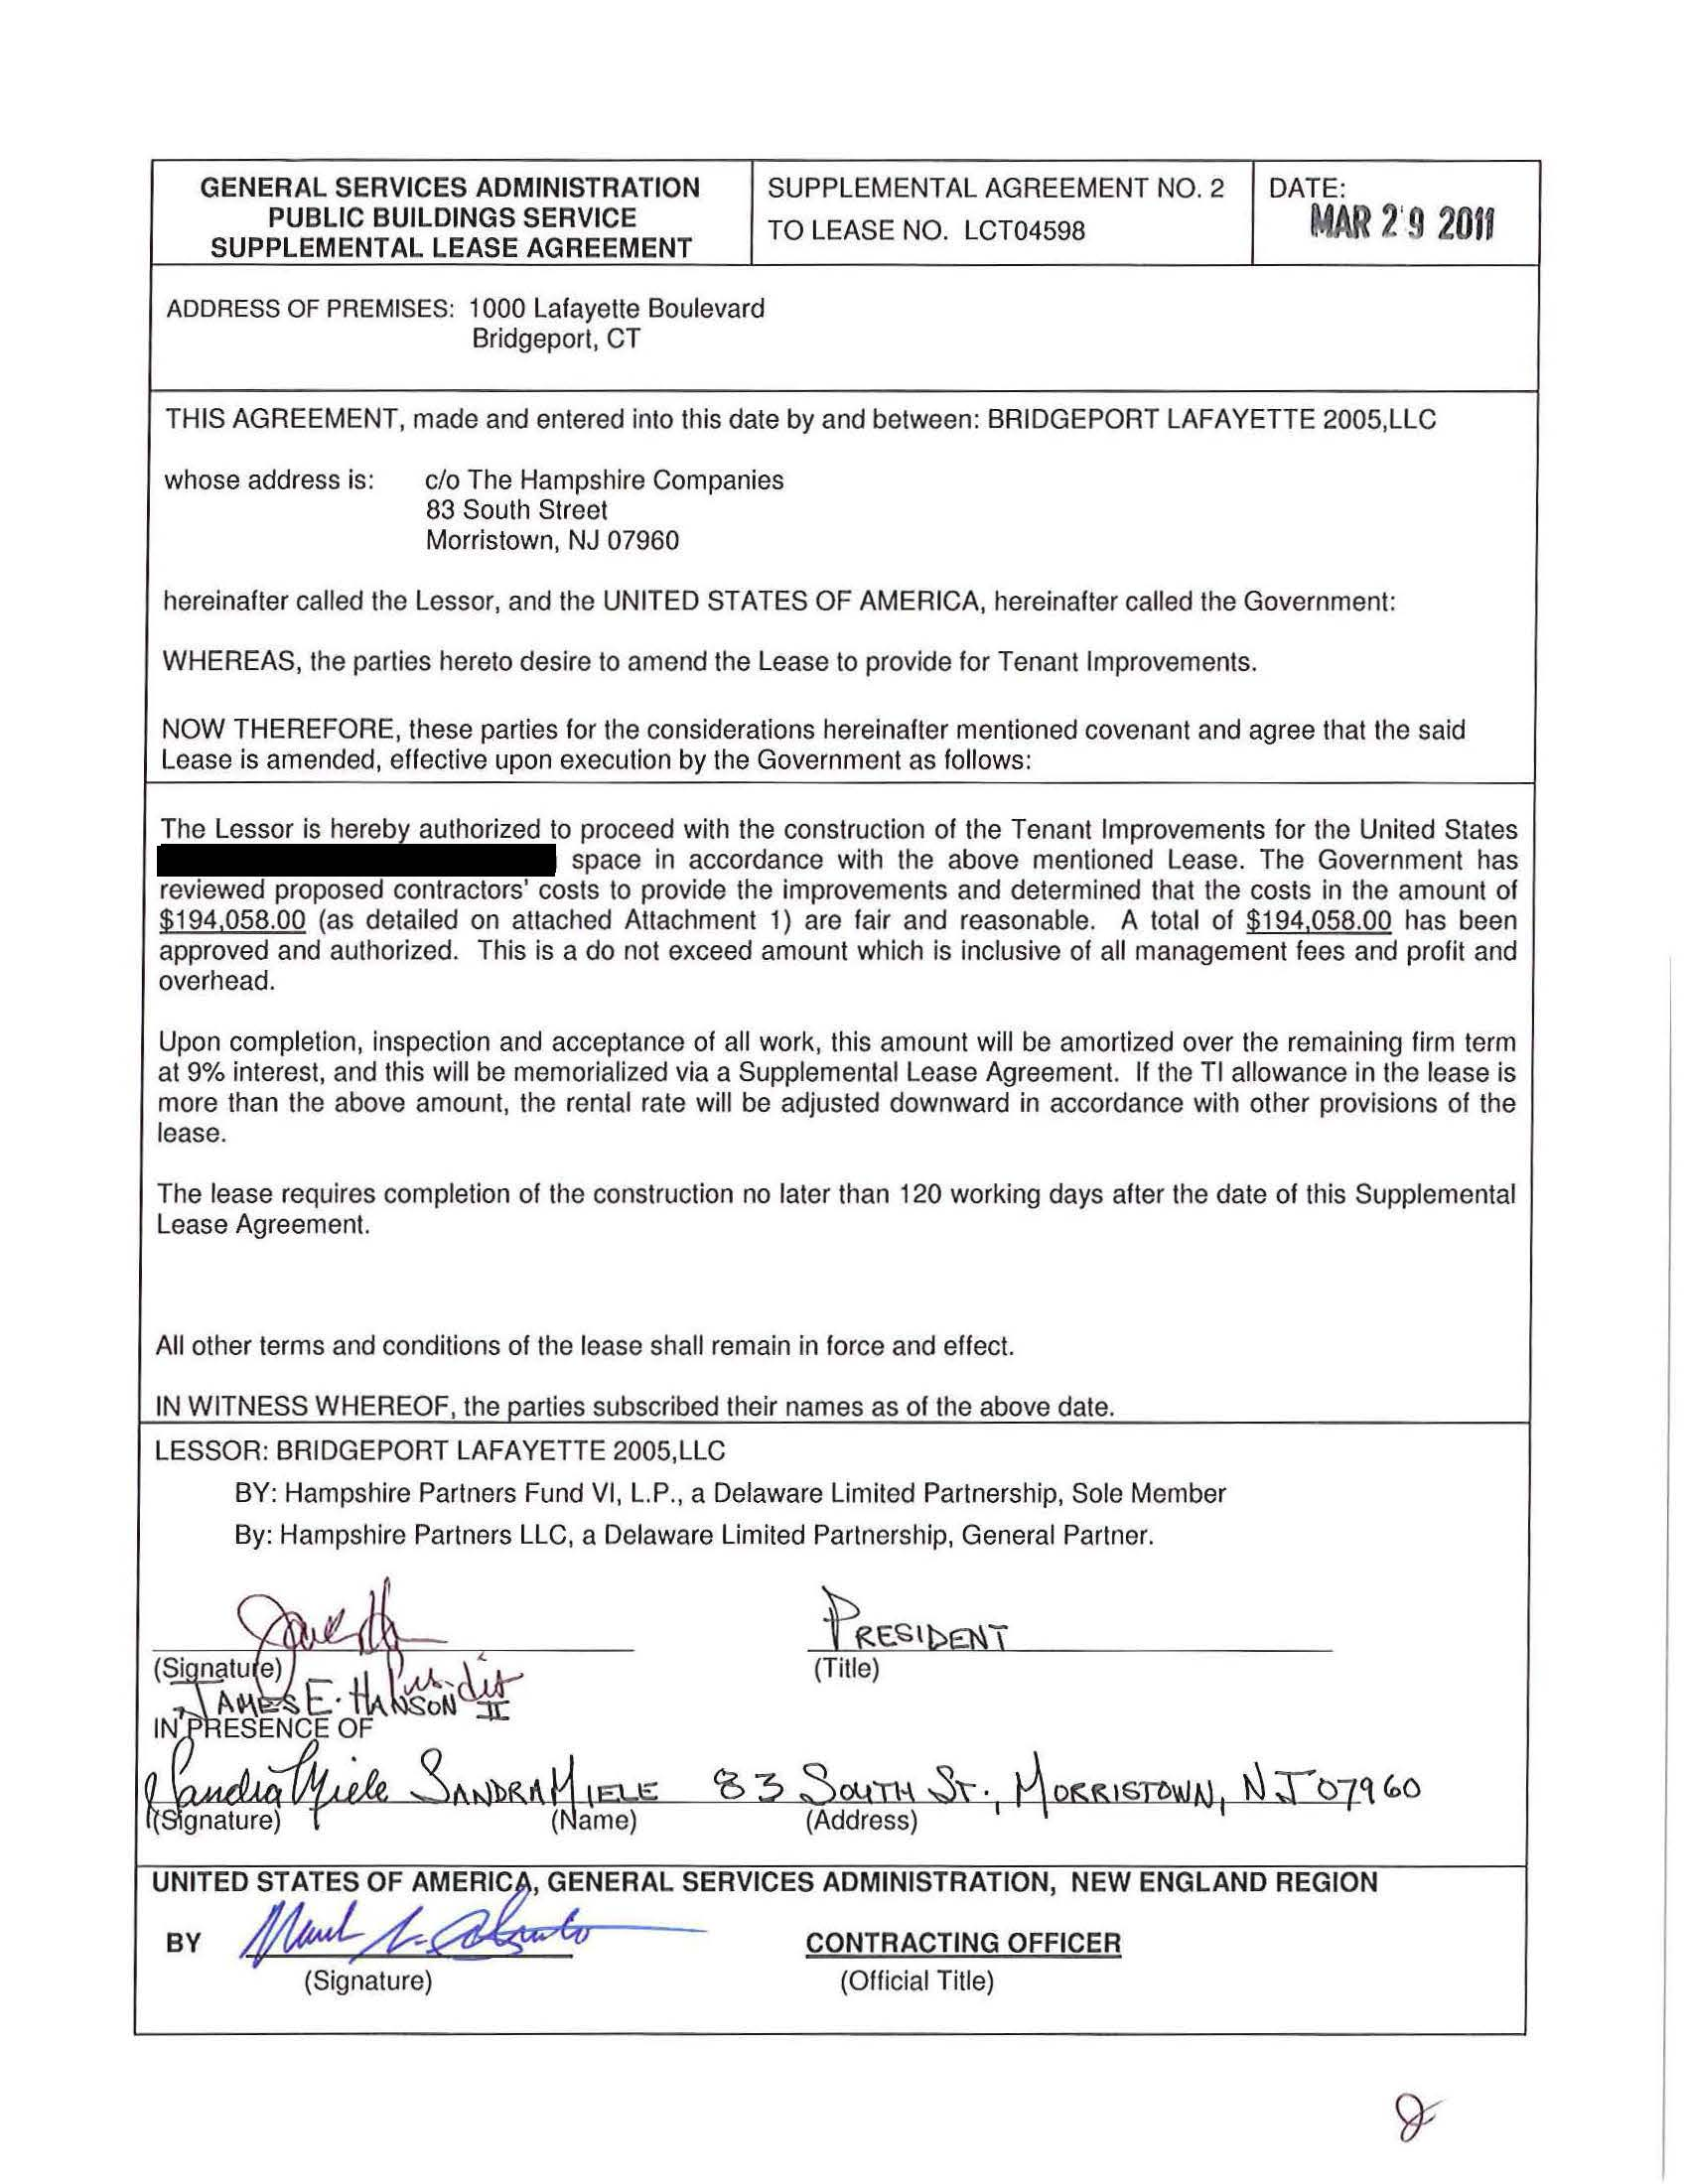 GENERAL SERVICES ADMINISTRATION
PUBLIC BUILDINGS SERVICE
SUPPLEMENTAL LEASE AGREEMENT
SUPPLEMENTAL AGREEMENT NO. 2
TO LEASE NO. LCT04598
DATE:
MAR 29 2011
ADDRESS OF PREMISES: 1000 Lafayette Boulevard
Bridgeport, CT
THIS AGREEMENT, made and entered into this date by and between: BRIDGEPORT LAFAYETTE 2005,LLC
whose address is: c/o The Hampshire Companies
83 South Street
Morristown, NJ 07960
hereinafter called the Lessor, and the UNITED STATES OF AMERICA, hereinafter called the Government:
WHEREAS, the parties hereto desire to amend the Lease to provide for Tenant Improvements.
NOW THEREFORE, these parties for the considerations hereinafter mentioned covenant and agree that the said
Lease is amended, effective upon execution by the Government as follows:
The Lessor is hereby authorized to proceed with the construction of the Tenant Improvements for the United States
space in accordance with the above mentioned Lease. The Government has
reviewed proposed contractors' costs to provide the improvements and determined that the costs in the amount of
$194,058.00 (as detailed on attached Attachment 1) are fair and reasonable. A total of $194,058.00 has been
approved and authorized. This is a do not exceed amount which is inclusive of all management fees and profit and
overhead.
Upon completion, inspection and acceptance of all work, this amount will be amortized over the remaining firm term
at 9% interest, and this will be memorialized via a Supplemental Lease Agreement. If the TI allowance in the lease is
more than the above amount, the rental rate will be adjusted downward in accordance with other provisions of the
lease.
The lease requires completion of the construction no later than 120 working days after the date of this Supplemental
Lease Agreement.
All other terms and conditions of the lease shall remain in force and effect.
IN WITNESS WHEREOF, the parties subscribed their names as of the above date.
LESSOR: BRIDGEPORT LAFAYETTE 2005,LLC
BY: Hampshire Partners Fund VI, L.P., a Delaware Limited Partnership, Sole Member
By: Hampshire Partners LLC, a Delaware Limited Partnership, General Partner.
PRESIDENT
(Signature) (Title)
JAMES E. HANSON II
IN PRESENCE OF
Sandra Miele SANDRA MIELE 83 SOUTH ST., MORRISTOWN, NJ 07960
(Signature) (Name) (Address)
UNITED STATES OF AMERICA, GENERAL SERVICES ADMINISTRATION, NEW ENGLAND REGION
BY CONTRACTING OFFICER
(Signature) (Official Title)